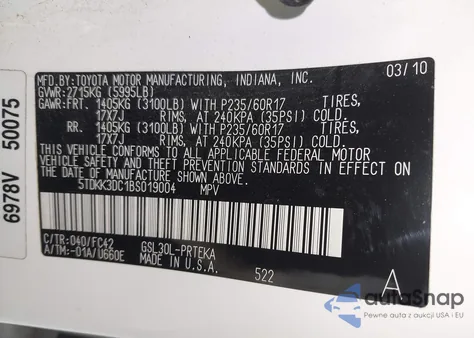 MFD.BY:TOYOTA MOTOR MANUFACTURING, INDIANA, INC. 03/10
GVWR:2715KG (5995LB)
GAWR:FRT. 1405KG (3100LB) WITH P235/60R17 TIRES,
17X7J RIMS, AT 240KPA (35PSI) COLD.
RR. 1405KG (3100LB) WITH P235/60R17 TIRES,
17X7J RIMS, AT 240KPA (35PSI) COLD.
THIS VEHICLE CONFORMS TO ALL APPLICABLE FEDERAL MOTOR
VEHICLE SAFETY AND THEFT PREVENTION STANDARDS IN
EFFECT ON THE DATE OF MANUFACTURE SHOWN ABOVE.
5TDKK3DC1BS019004 MPV
C/TR:040/FC42 GSL30L-PRTEKA
A/TM:-01A/U660E MADE IN U.S.A. 522 A
6978V 50075
autaSnap
Pewne auta z aukcji USA i EU